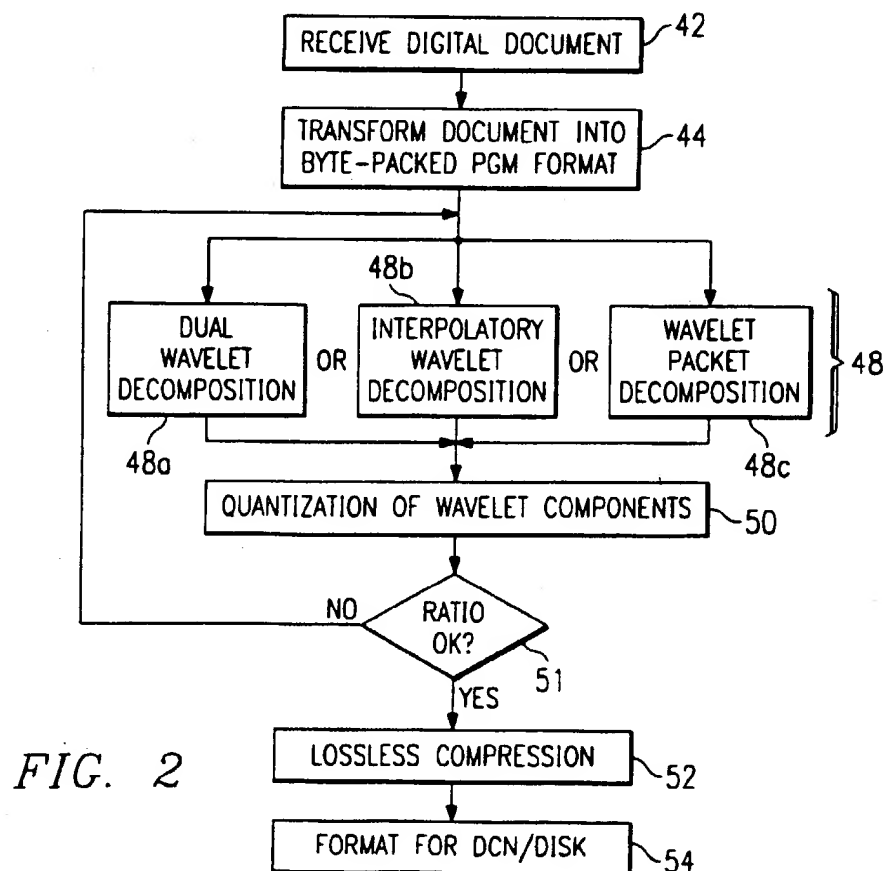 RECEIVE DIGITAL DOCUMENT
42
TRANSFORM DOCUMENT INTO
BYTE-PACKED PGM FORMAT
44
48b
DUAL
WAVELET
DECOMPOSITION
OR
INTERPOLATORY
WAVELET
DECOMPOSITION
OR
WAVELET
PACKET
DECOMPOSITION
48
48a
48c
QUANTIZATION OF WAVELET COMPONENTS
50
NO
RATIO
OK?
51
YES
LOSSLESS COMPRESSION
52
FIG. 2
FORMAT FOR DCN/DISK
54